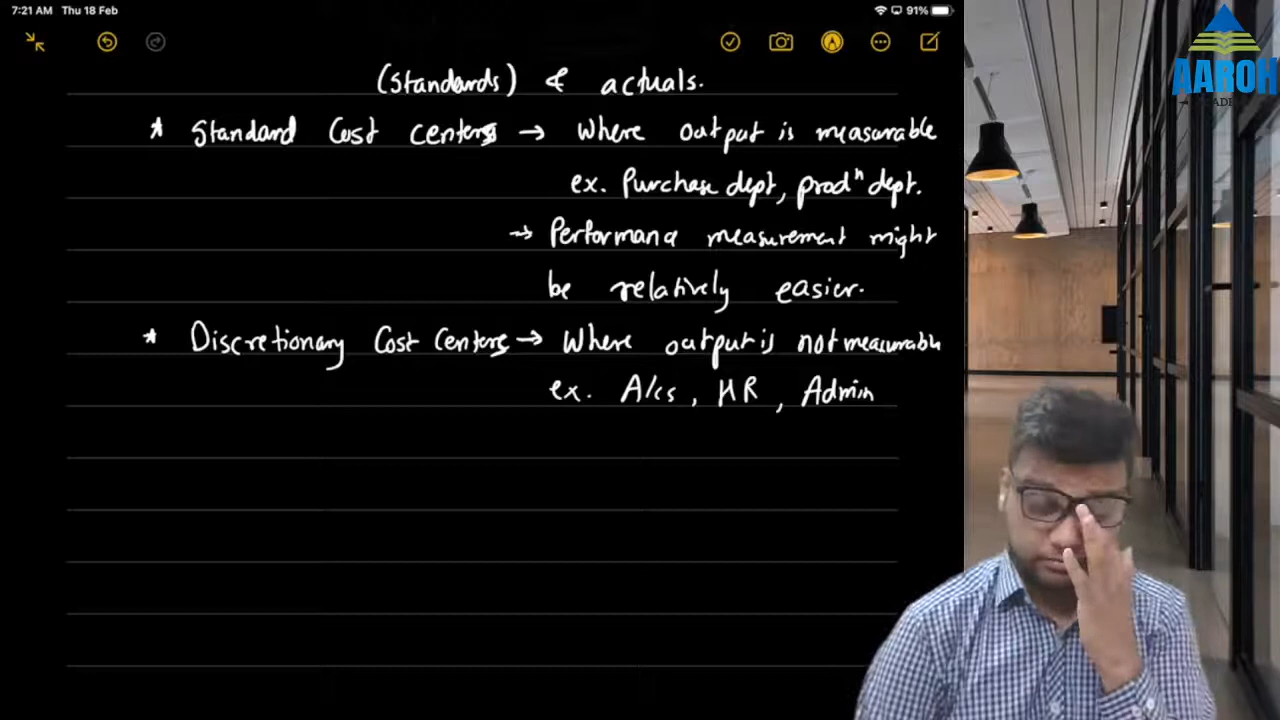 7:21 AM Thu 18 Feb
91%
AAROH
(Standards) & actuals.
* Standard Cost centers → Where output is measurable
ex. Purchase dept, prodⁿ dept.
→ Performance measurement might
be relatively easier.
* Discretionary Cost Centers → Where output is not measurable
ex. A/cs, HR, Admin